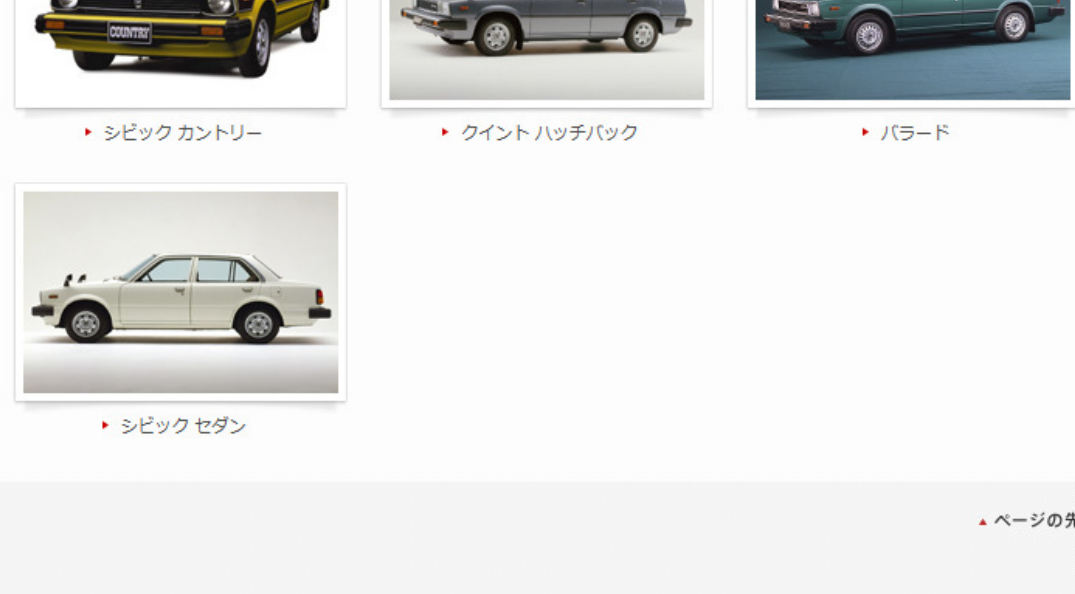 COUNTRY
シビック カントリー
クイント ハッチバック
バラード
シビック セダン
ページの先